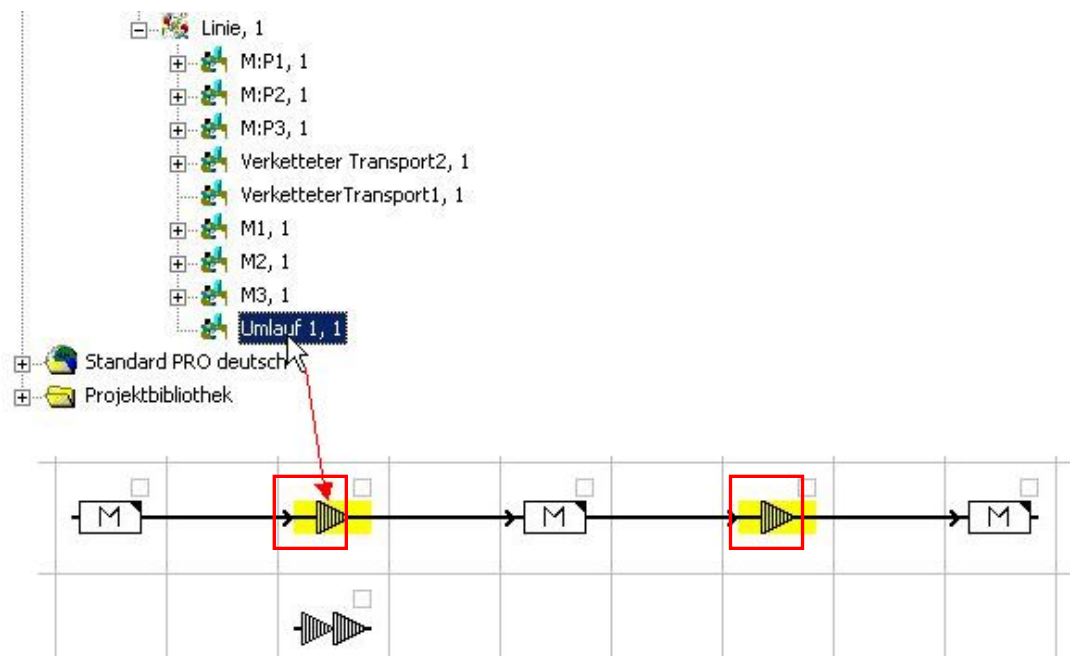 Linie, 1
M:P1, 1
M:P2, 1
M:P3, 1
Verketteter Transport2, 1
VerketteterTransport1, 1
M1, 1
M2, 1
M3, 1
Umlauf 1, 1
Standard PRO deutsch
Projektbibliothek
M M M